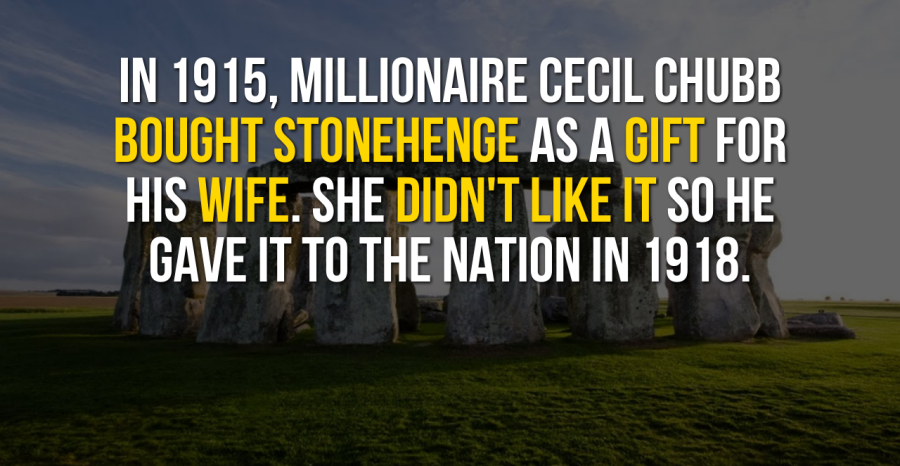 IN 1915, MILLIONAIRE CECIL CHUBB
BOUGHT STONEHENGE AS A GIFT FOR
HIS WIFE. SHE DIDN'T LIKE IT SO HE
GAVE IT TO THE NATION IN 1918.